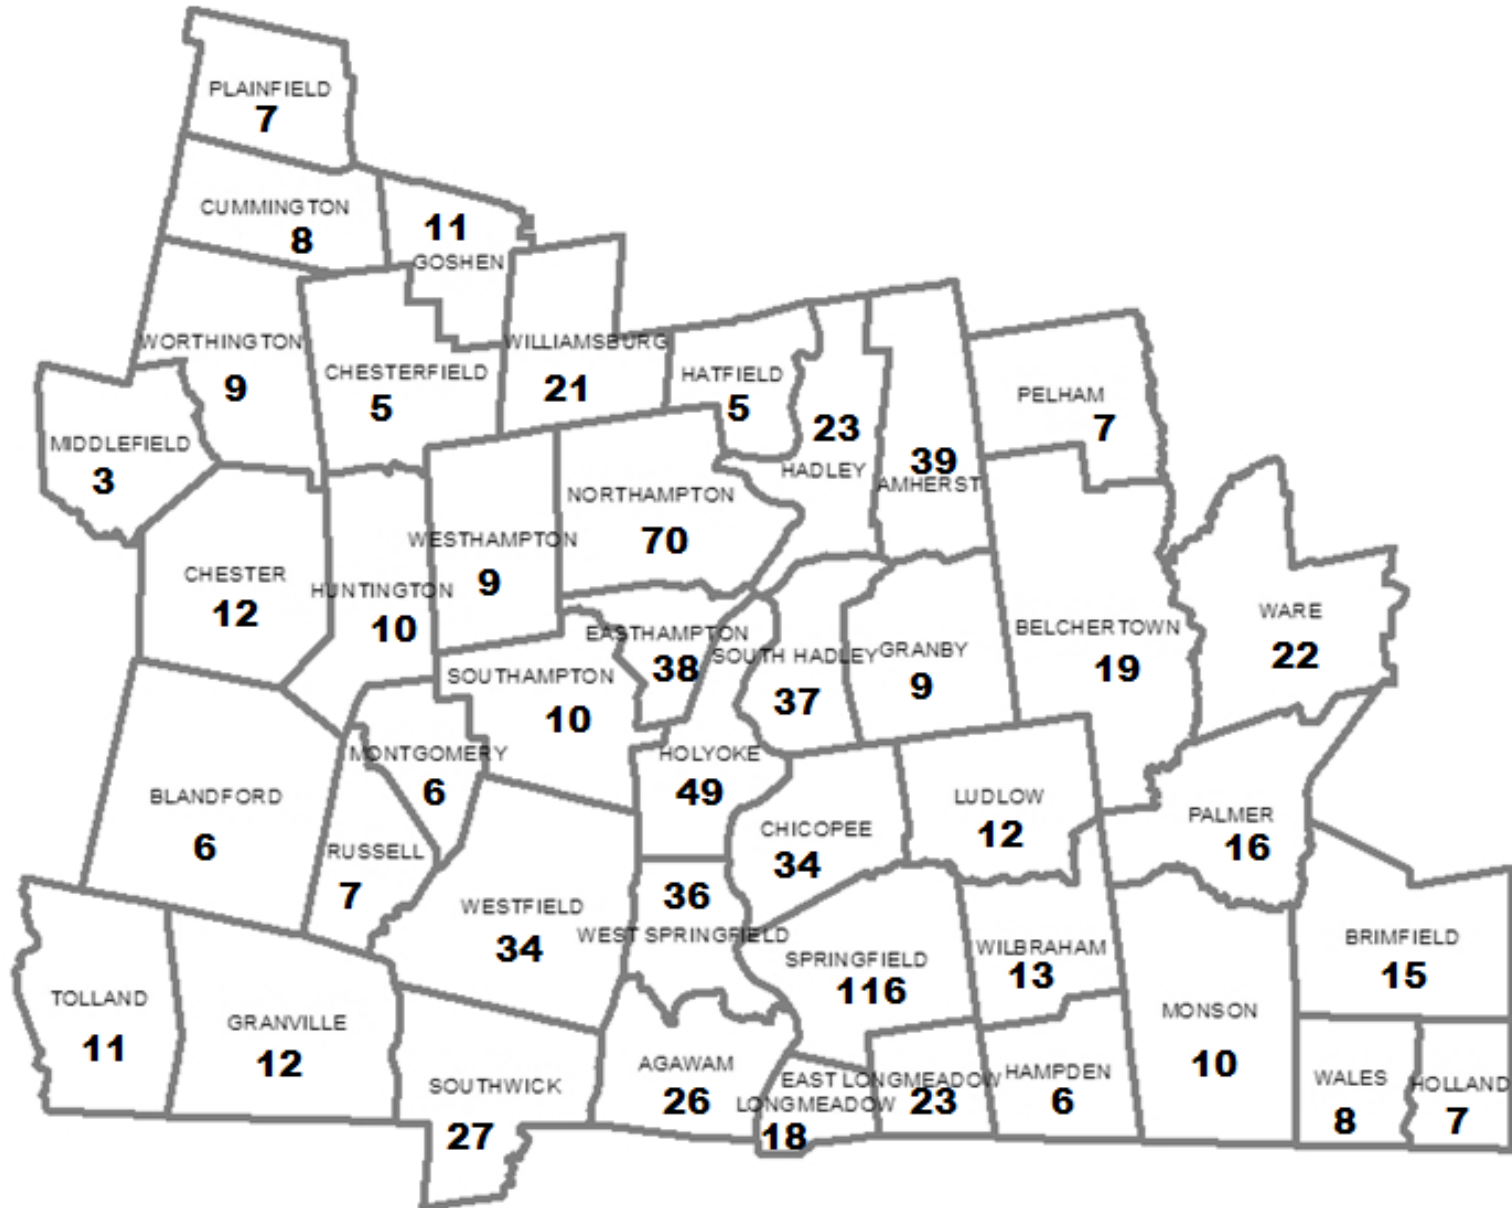 PLAINFIELD
7
CUMMINGTON
8
11
GOSHEN
WORTHINGTON
9
CHESTERFIELD
5
WILLIAMSBURG
21
HATFIELD
5
23
HADLEY
39
AMHERST
PELHAM
7
MIDDLEFIELD
3
CHESTER
12
HUNTINGTON
10
WESTHAMPTON
9
NORTHAMPTON
70
EASTHAMPTON
38
SOUTH HADLEY
37
GRANBY
9
BELCHERTOWN
19
WARE
22
SOUTHAMPTON
10
MONTGOMERY
6
HOLYOKE
49
BLANDFORD
6
RUSSELL
7
CHICOPEE
34
LUDLOW
12
PALMER
16
WESTFIELD
34
36
WEST SPRINGFIELD
SPRINGFIELD
116
WILBRAHAM
13
BRIMFIELD
15
TOLLAND
11
GRANVILLE
12
SOUTHWICK
27
AGAWAM
26
LONGMEADOW
18
EAST LONGMEADOW
23
HAMPDEN
6
MONSON
10
WALES
8
HOLLAND
7